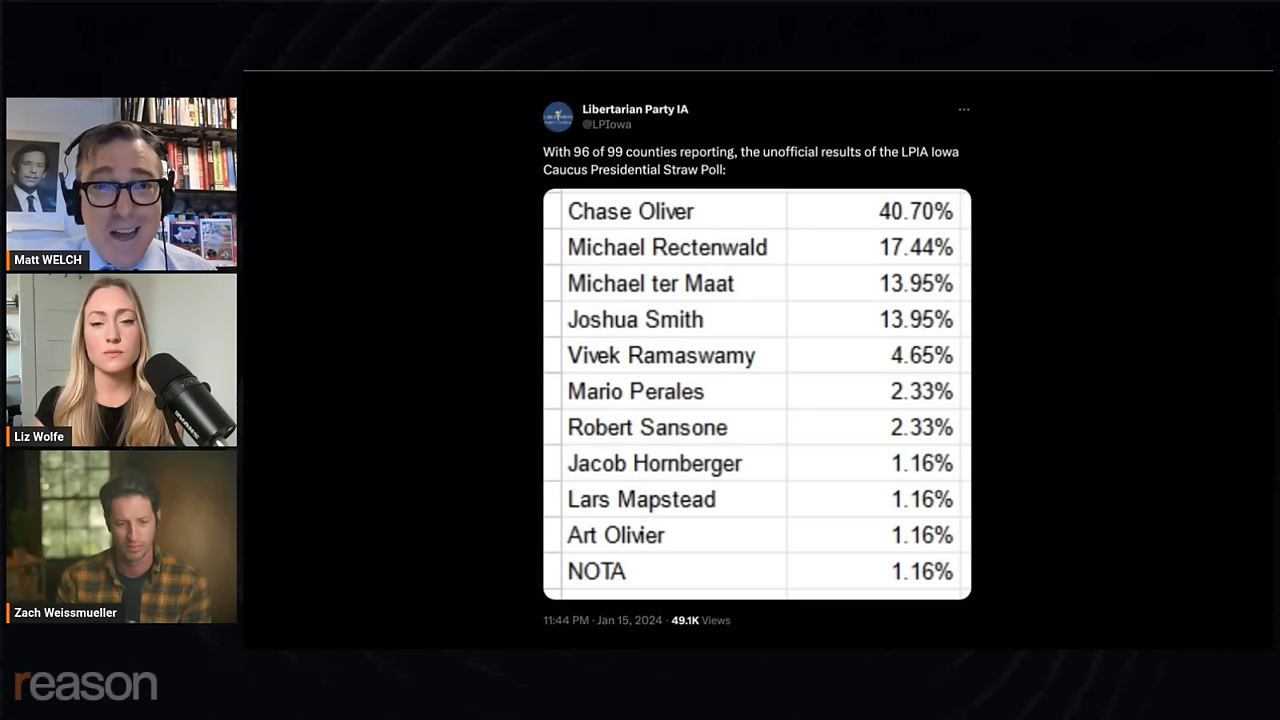 Matt WELCH
Liz Wolfe
Zach Weissmueller
reason
Libertarian Party IA
@LPIowa
With 96 of 99 counties reporting, the unofficial results of the LPIA Iowa
Caucus Presidential Straw Poll:
Chase Oliver 40.70%
Michael Rectenwald 17.44%
Michael ter Maat 13.95%
Joshua Smith 13.95%
Vivek Ramaswamy 4.65%
Mario Perales 2.33%
Robert Sansone 2.33%
Jacob Hornberger 1.16%
Lars Mapstead 1.16%
Art Olivier 1.16%
NOTA 1.16%
11:44 PM · Jan 15, 2024 · 49.1K Views